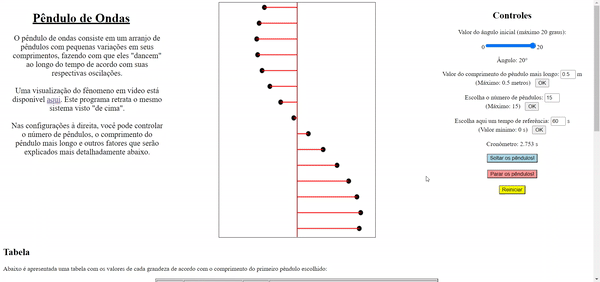 Pêndulo de Ondas
O pêndulo de ondas consiste em um arranjo de
pêndulos com pequenas variações em seus
comprimentos, fazendo com que eles "dancem"
ao longo do tempo de acordo com suas
respectivas oscilações.
Uma visualização do fênomeno em vídeo está
disponível aqui. Este programa retrata o mesmo
sistema visto "de cima".
Nas configurações à direita, você pode controlar
o número de pêndulos, o comprimento do
pêndulo mais longo e outros fatores que serão
explicados mais detalhadamente abaixo.
Controles
Valor do ângulo inicial (máximo 20 graus):
0 20
Ângulo: 20°
Valor do comprimento do pêndulo mais longo: 0.5 m
(Máximo: 0.5 metros) OK
Escolha o número de pêndulos: 15
(Máximo: 15) OK
Escolha aqui um tempo de referência: 60 s
(Valor mínimo: 0 s) OK
Cronômetro: 2.753 s
Soltar os pêndulos!
Parar os pêndulos!
Reiniciar
Tabela
Abaixo é apresentada uma tabela com os valores de cada grandeza de acordo com o comprimento do primeiro pêndulo escolhido: